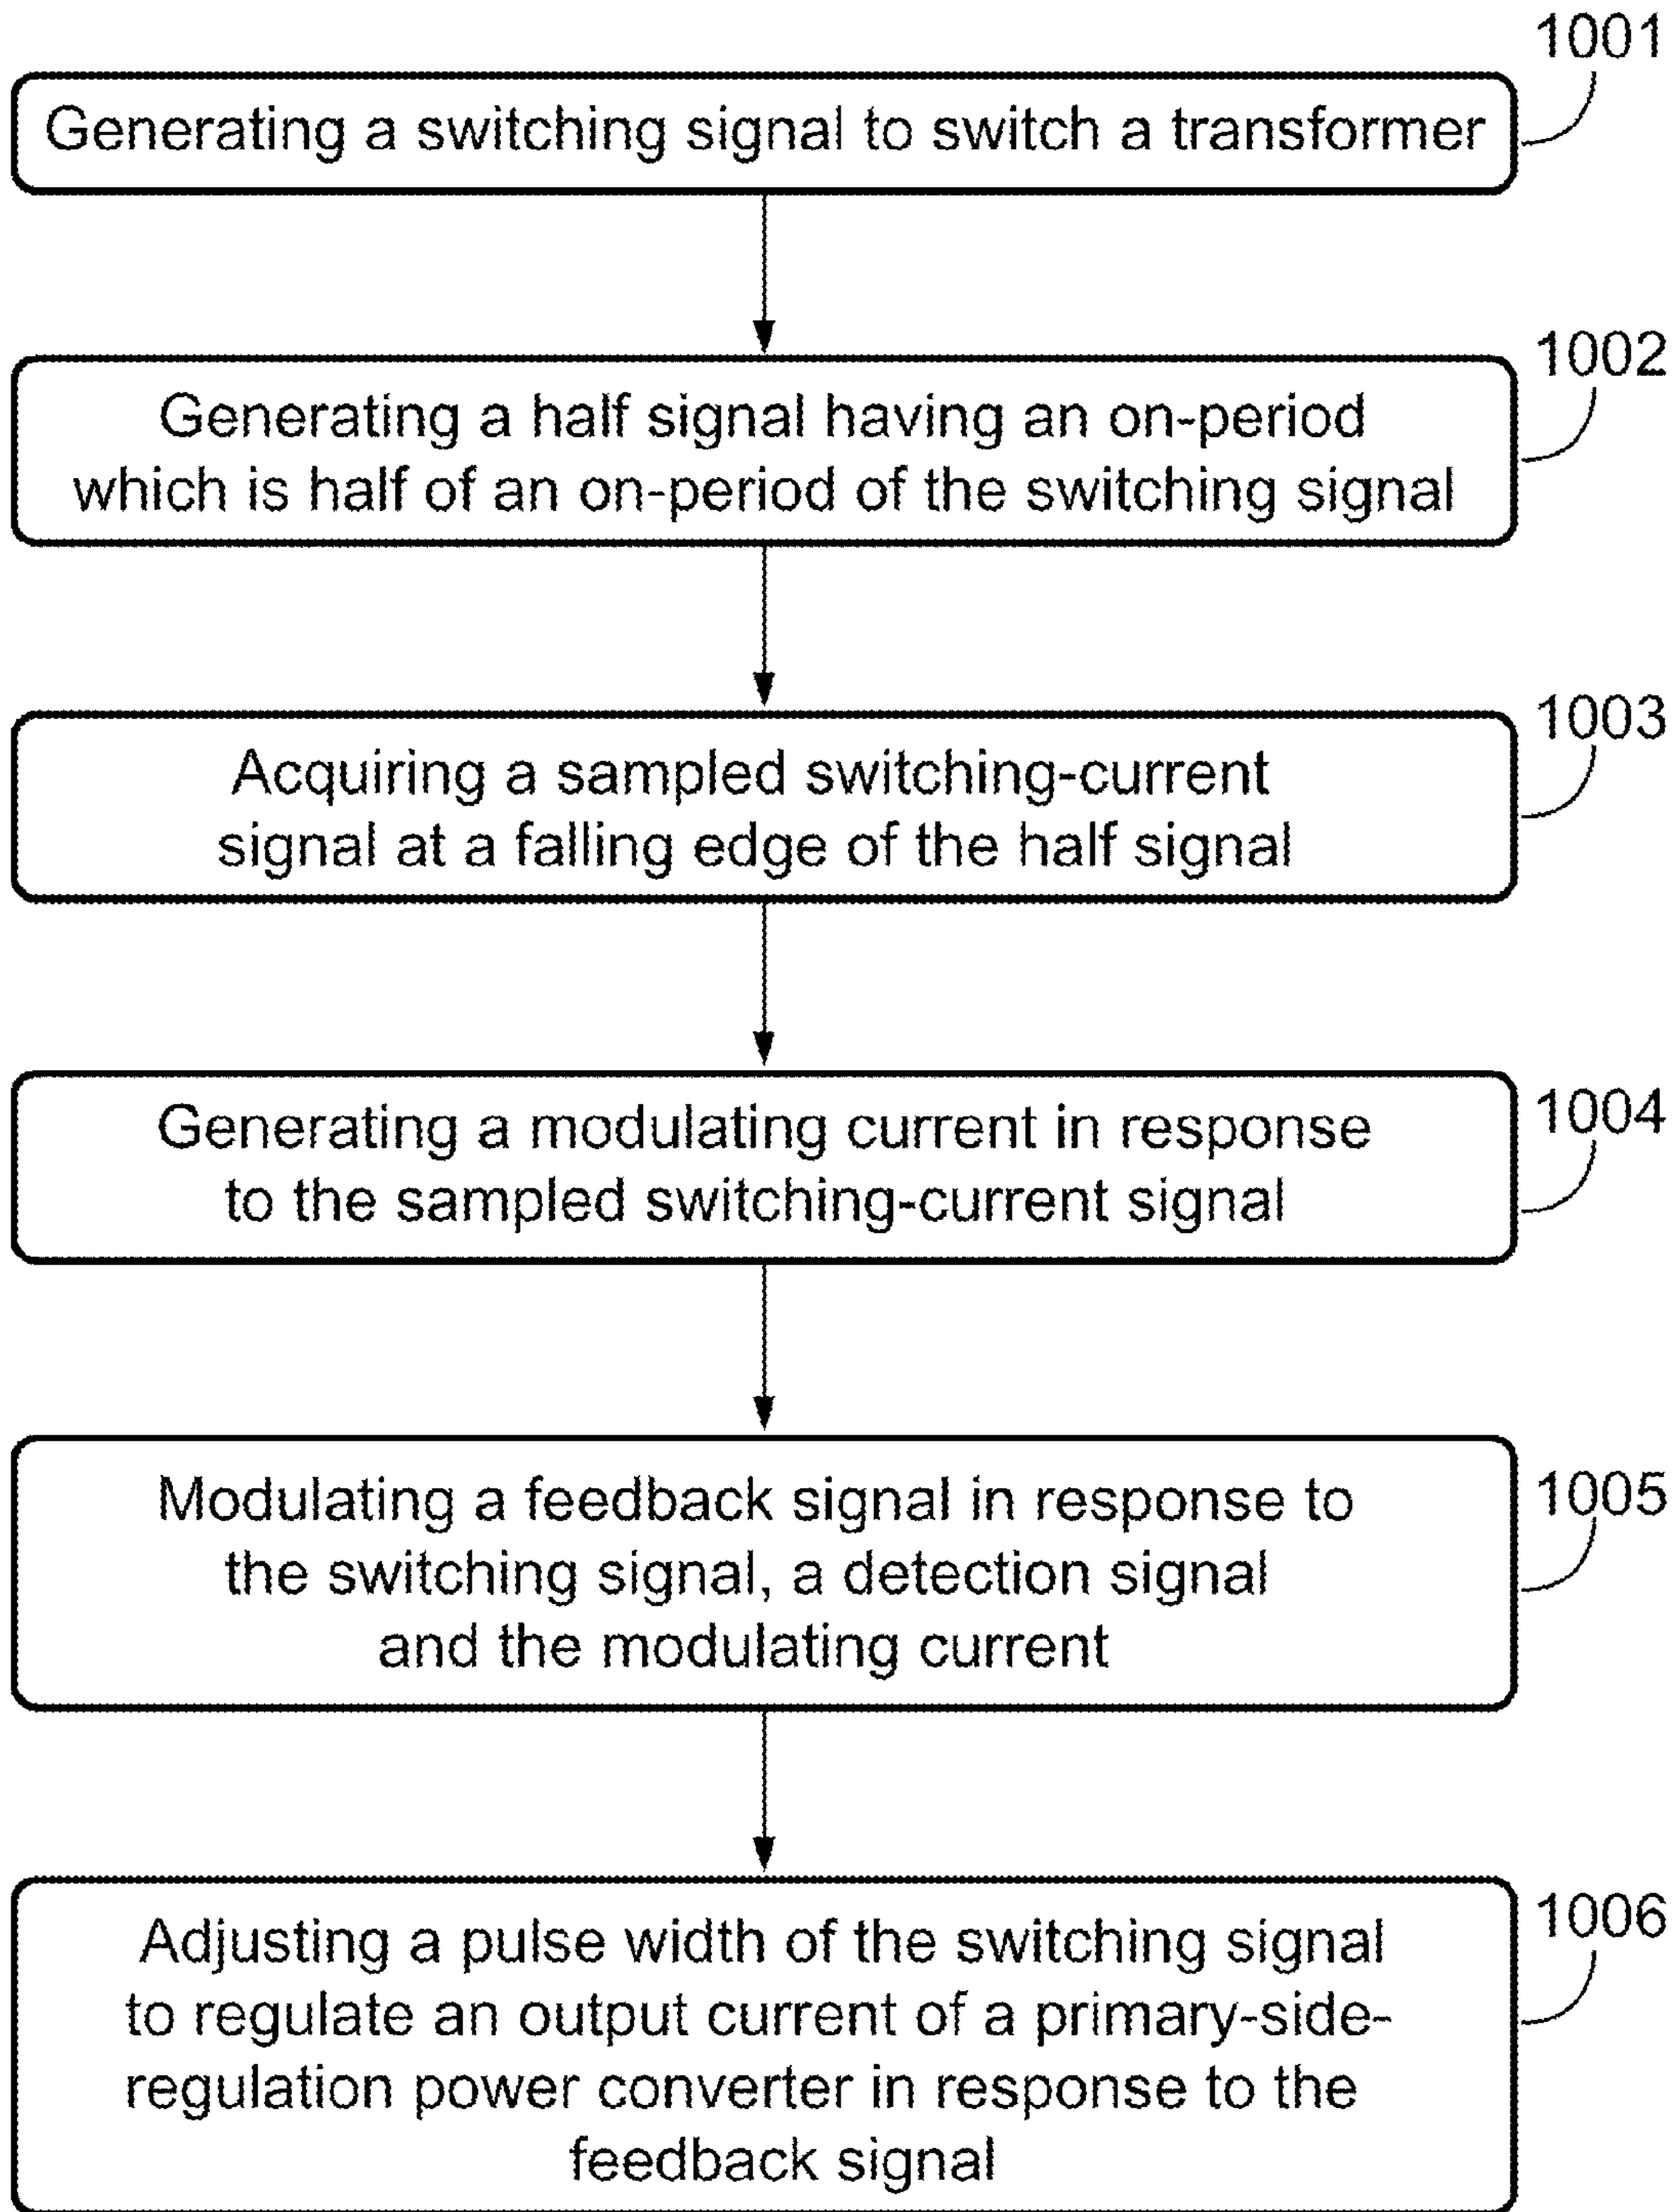 1001
Generating a switching signal to switch a transformer
1002
Generating a half signal having an on-period
which is half of an on-period of the switching signal
1003
Acquiring a sampled switching-current
signal at a falling edge of the half signal
1004
Generating a modulating current in response
to the sampled switching-current signal
1005
Modulating a feedback signal in response to
the switching signal, a detection signal
and the modulating current
1006
Adjusting a pulse width of the switching signal
to regulate an output current of a primary-side-
regulation power converter in response to the
feedback signal